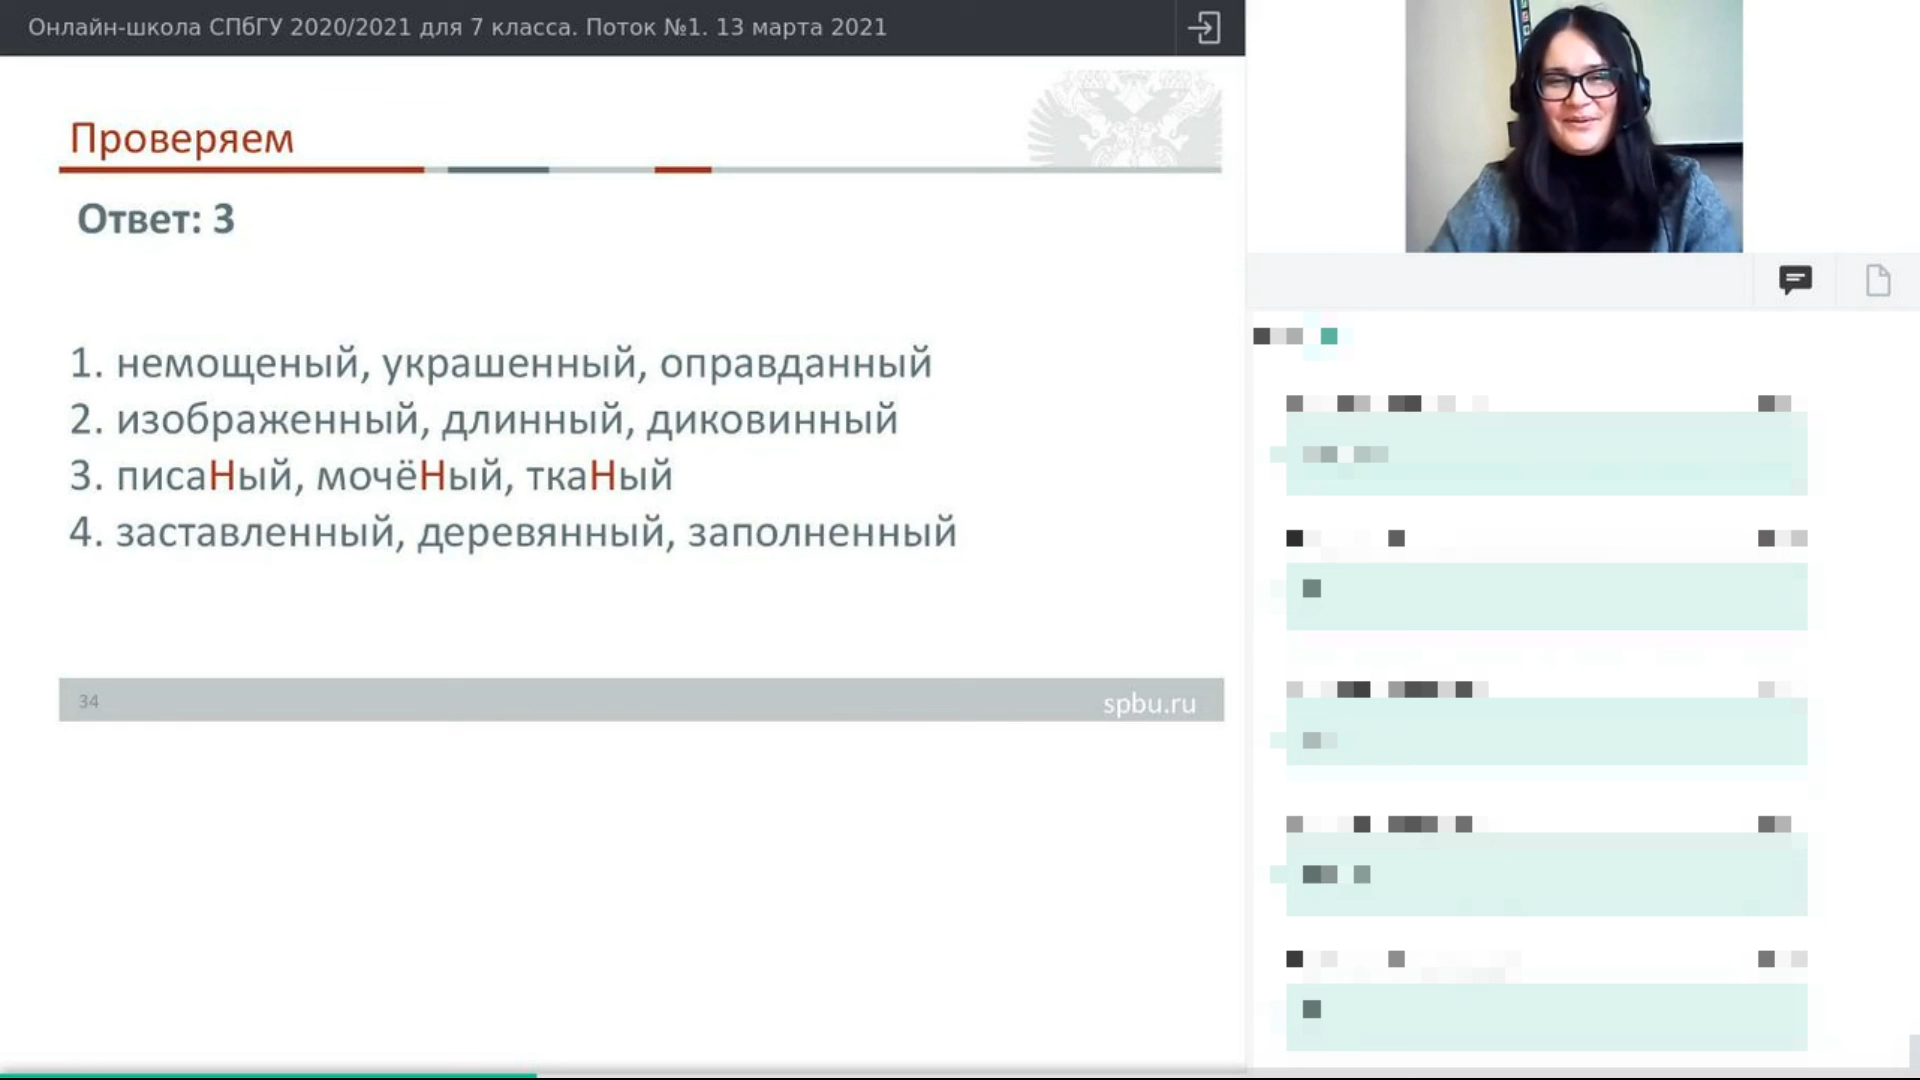 Онлайн-школа СПбГУ 2020/2021 для 7 класса. Поток №1. 13 марта 2021
Проверяем
Ответ: 3
1. немощеный, украшенный, оправданный
2. изображенный, длинный, диковинный
3. писаНый, мочёНый, ткаНый
4. заставленный, деревянный, заполненный
34
spbu.ru